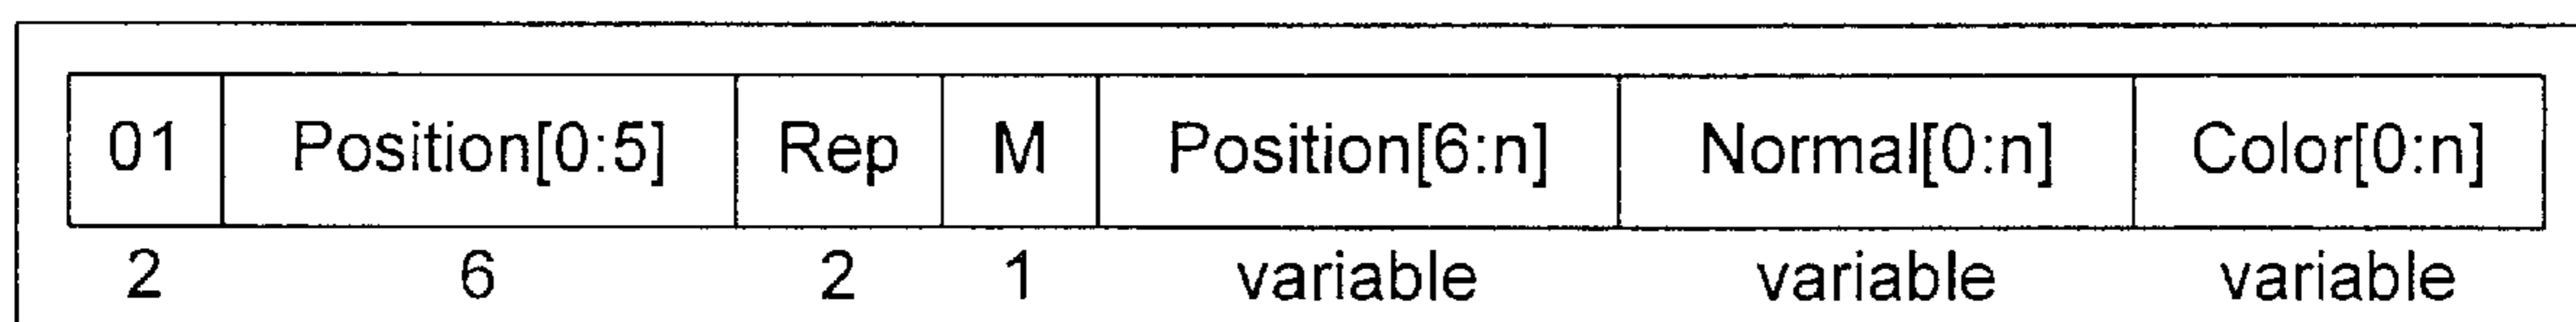 01 Position[0:5] Rep M Position[6:n] Normal[0:n] Color[0:n]
2 6 2 1 variable variable variable